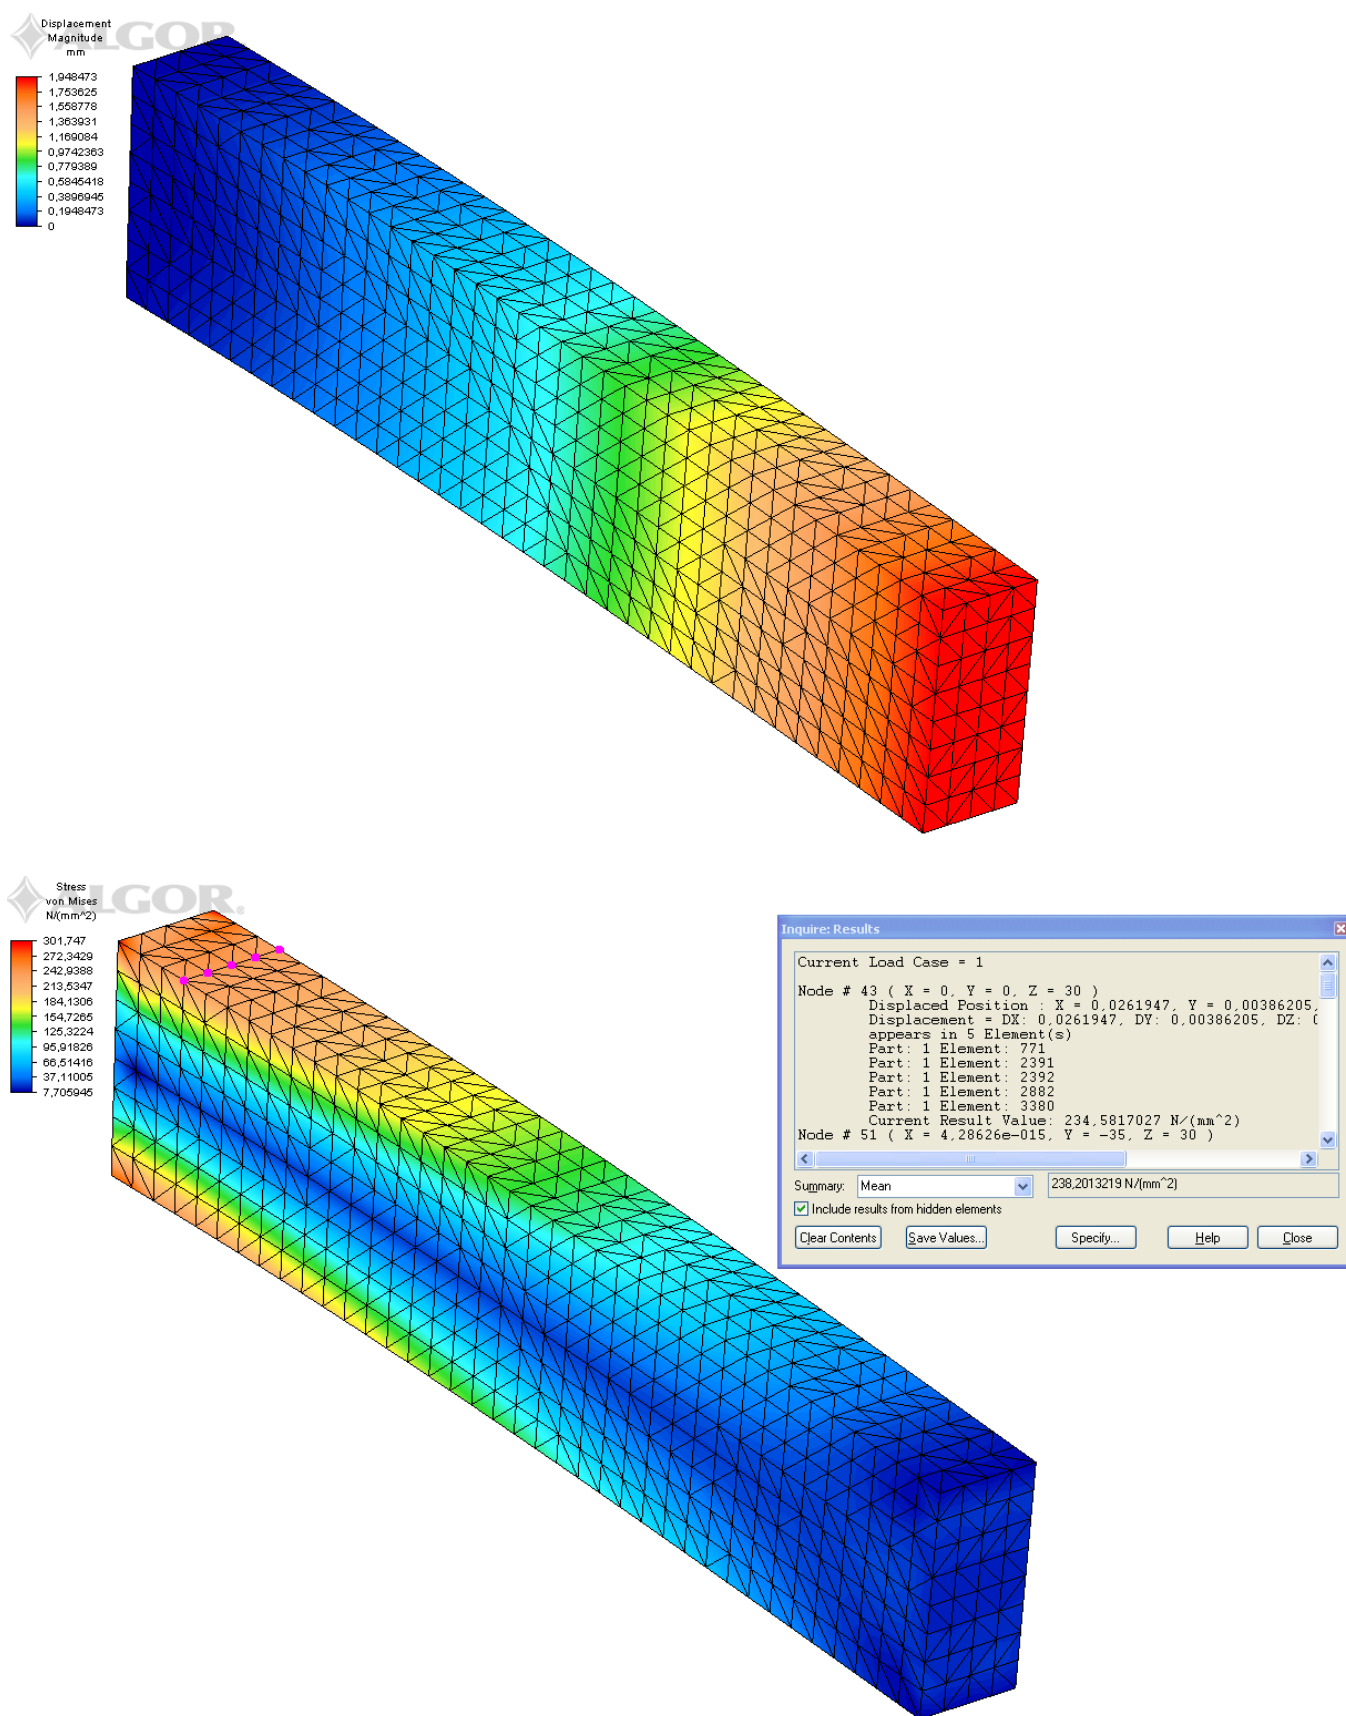 Displacement
Magnitude
mm
ALGOR
1,948473
1,753625
1,558778
1,363931
1,169084
0,9742363
0,779389
0,5845418
0,3896945
0,1948473
0
Stress
von Mises
N/(mm^2)
ALGOR®
301,747
272,3429
242,9388
213,5347
184,1306
154,7265
125,3224
95,91826
66,51416
37,11005
7,705945
Inquire: Results
Current Load Case = 1
Node # 43 ( X = 0, Y = 0, Z = 30 )
Displaced Position : X = 0,0261947, Y = 0,00386205,
Displacement = DX: 0,0261947, DY: 0,00386205, DZ:
appears in 5 Element(s)
Part: 1 Element: 771
Part: 1 Element: 2391
Part: 1 Element: 2392
Part: 1 Element: 2882
Part: 1 Element: 3380
Current Result Value: 234,5817027 N/(mm^2)
Node # 51 ( X = 4,28626e-015, Y = -35, Z = 30 )
Summary: Mean 238,2013219 N/(mm^2)
Include results from hidden elements
Clear Contents Save Values... Specify... Help Close